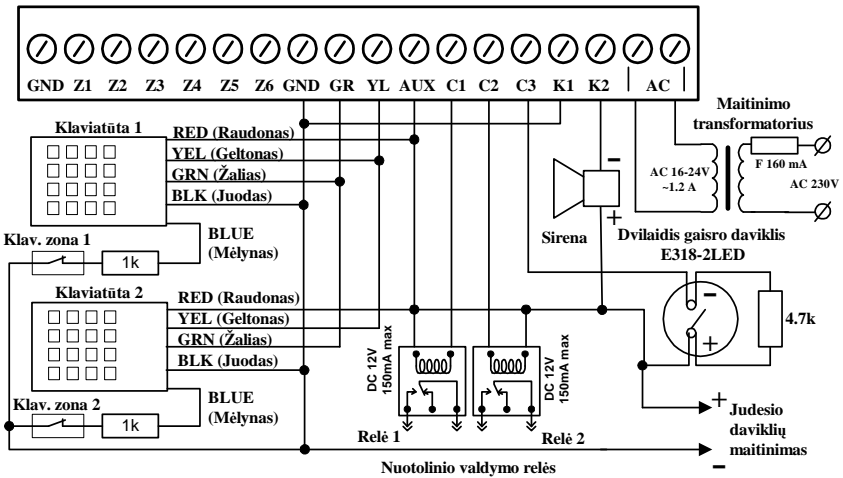 GND Z1 Z2 Z3 Z4 Z5 Z6 GND GR YL AUX C1 C2 C3 K1 K2 AC
Maitinimo
transformatorius
F 160 mA
AC 16-24V
~1.2 A
AC 230V
Klaviatūta 1
RED (Raudonas)
YEL (Geltonas)
GRN (Žalias)
BLK (Juodas)
BLUE
(Mėlynas)
Klav. zona 1
1k
Sirena
Dvilaidis gaisro daviklis
E318-2LED
4.7k
Klaviatūta 2
RED (Raudonas)
YEL (Geltonas)
GRN (Žalias)
BLK (Juodas)
BLUE
(Mėlynas)
Klav. zona 2
1k
DC 12V
150mA max
DC 12V
150mA max
Relė 1
Relė 2
Judesio
daviklių
maitinimas
Nuotolinio valdymo relės